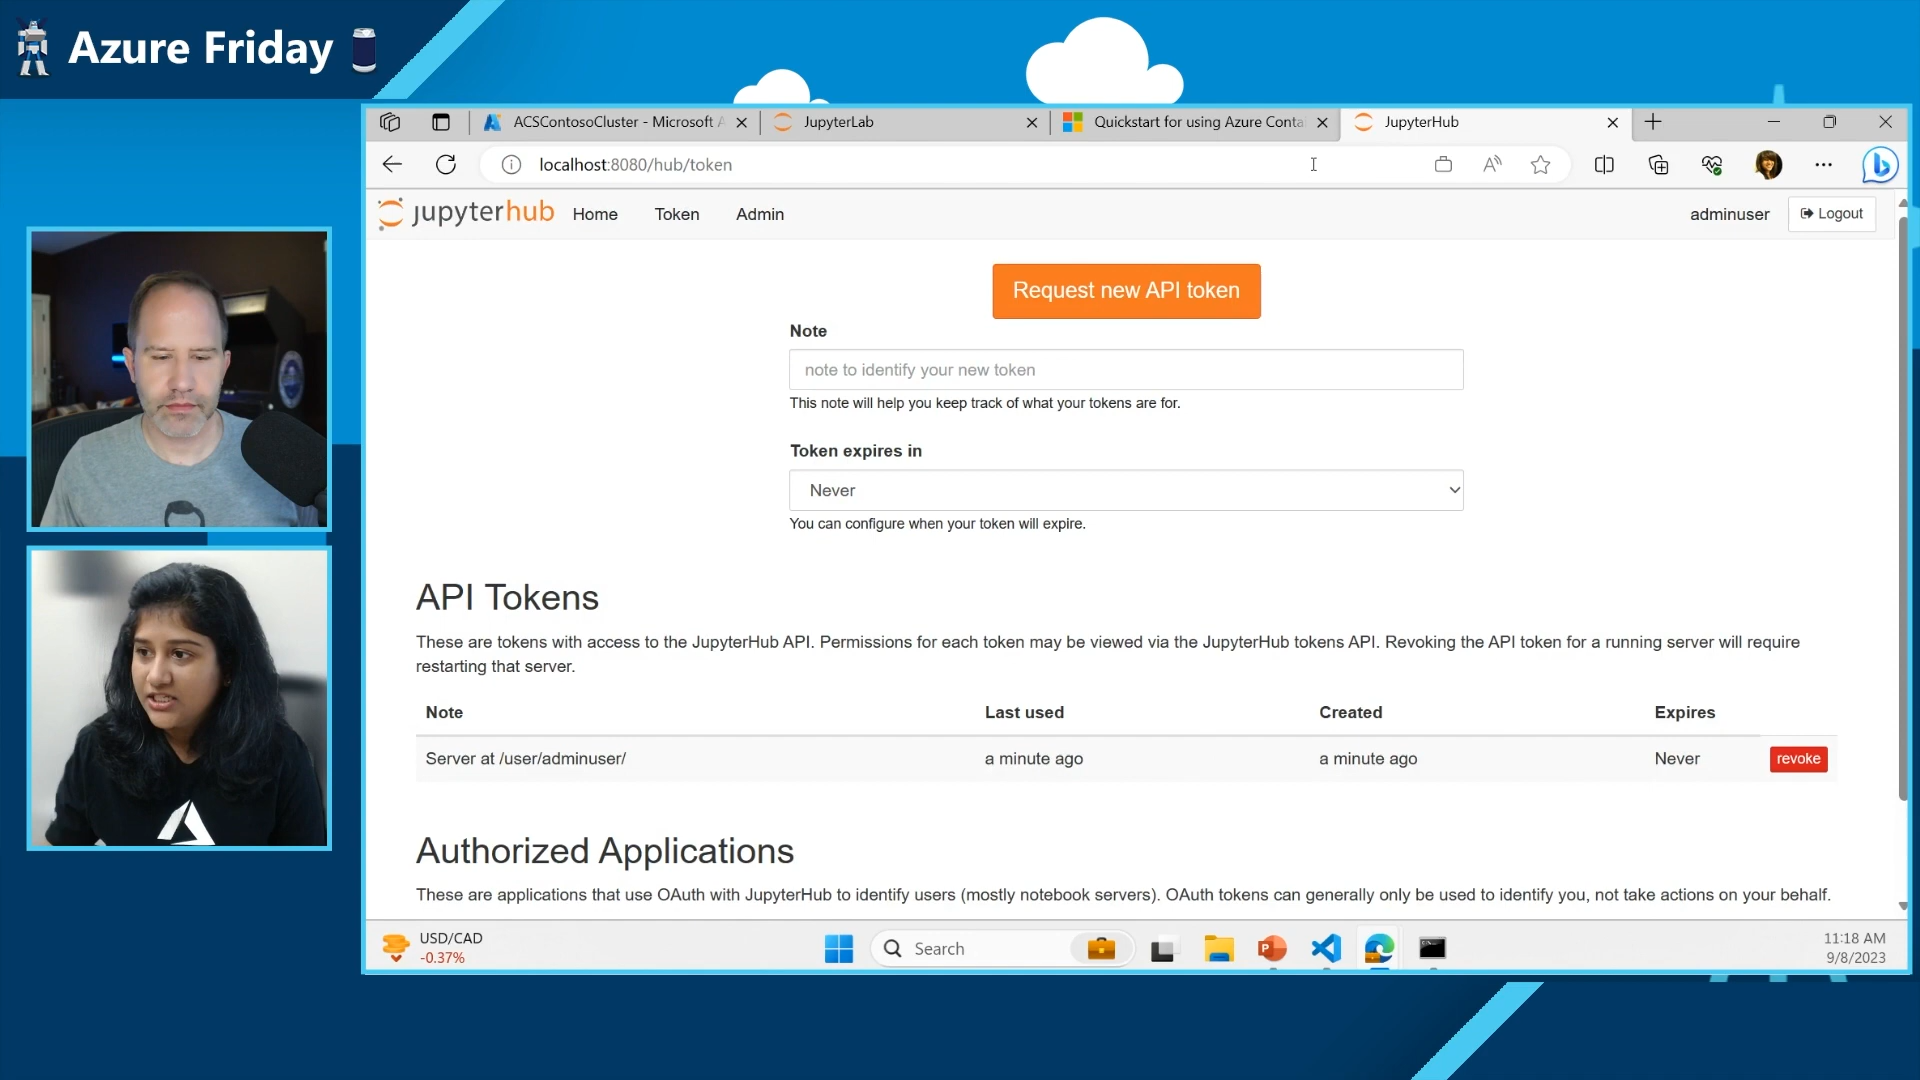 Azure Friday
ACSContosoCluster - Microsoft A
JupyterLab
Quickstart for using Azure Conta
JupyterHub
localhost:8080/hub/token
jupyterhub
Home
Token
Admin
adminuser
Logout
Request new API token
Note
note to identify your new token
This note will help you keep track of what your tokens are for.
Token expires in
Never
You can configure when your token will expire.
API Tokens
These are tokens with access to the JupyterHub API. Permissions for each token may be viewed via the JupyterHub tokens API. Revoking the API token for a running server will require
restarting that server.
Note Last used Created Expires
Server at /user/adminuser/ a minute ago a minute ago Never revoke
Authorized Applications
These are applications that use OAuth with JupyterHub to identify users (mostly notebook servers). OAuth tokens can generally only be used to identify you, not take actions on your behalf.
USD/CAD
-0.37%
Search
11:18 AM
9/8/2023